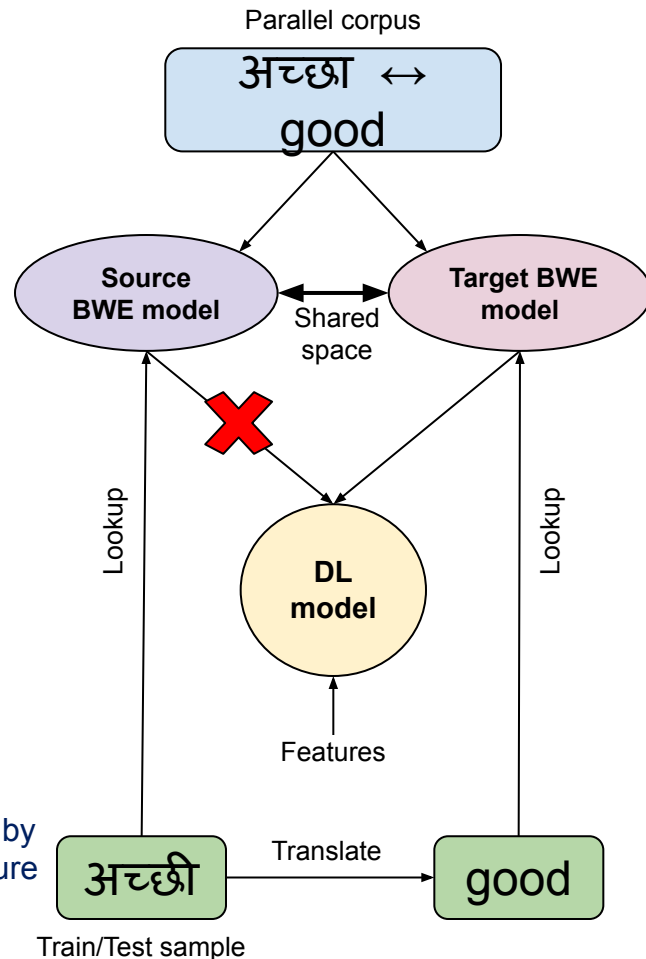 Parallel corpus
अच्छा ↔
good
Source
BWE model
Target BWE
model
Shared
space
Lookup
Lookup
DL
model
Features
by
ure
अच्छी
Translate
good
Train/Test sample